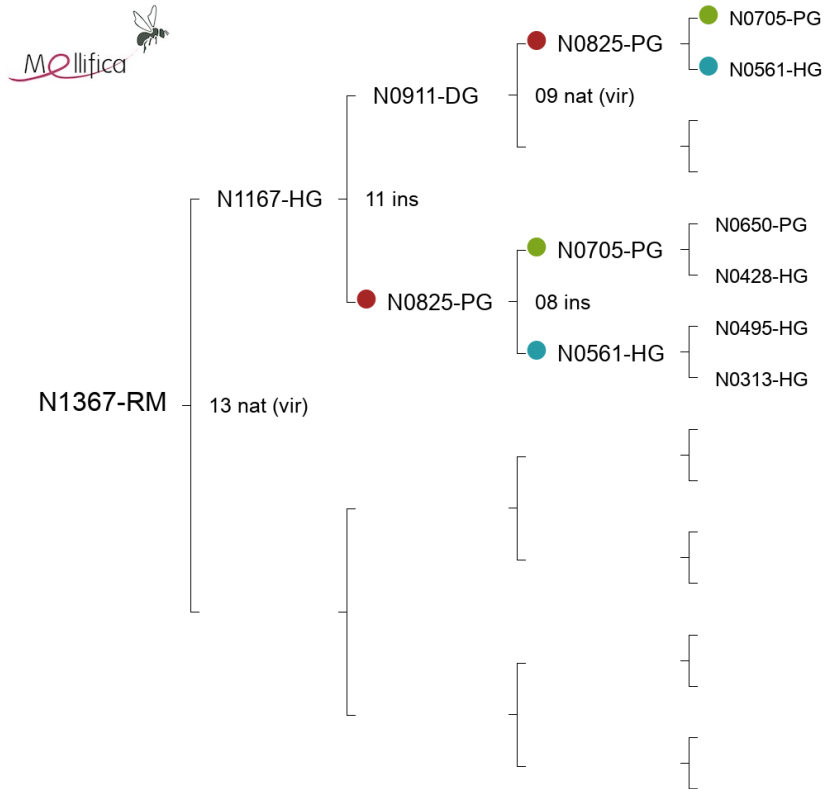 Mellifica
N0705-PG
N0825-PG
N0561-HG
N0911-DG
09 nat (vir)
N1167-HG
11 ins
N0650-PG
N0705-PG
N0428-HG
N0825-PG
08 ins
N0495-HG
N0561-HG
N0313-HG
N1367-RM
13 nat (vir)